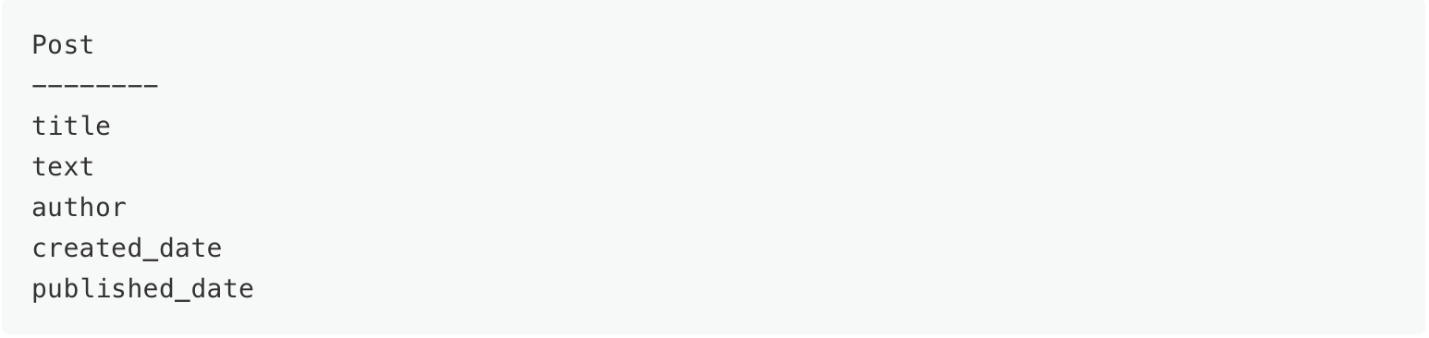 Post
--------
title
text
author
created_date
published_date